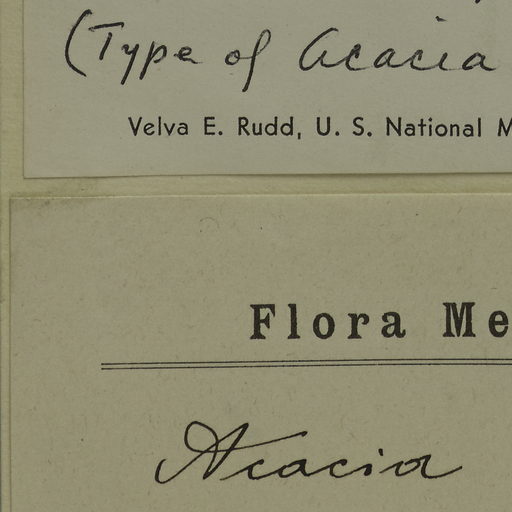 (Type of Acacia
Velva E. Rudd, U. S. National M
Flora Me
Acacia